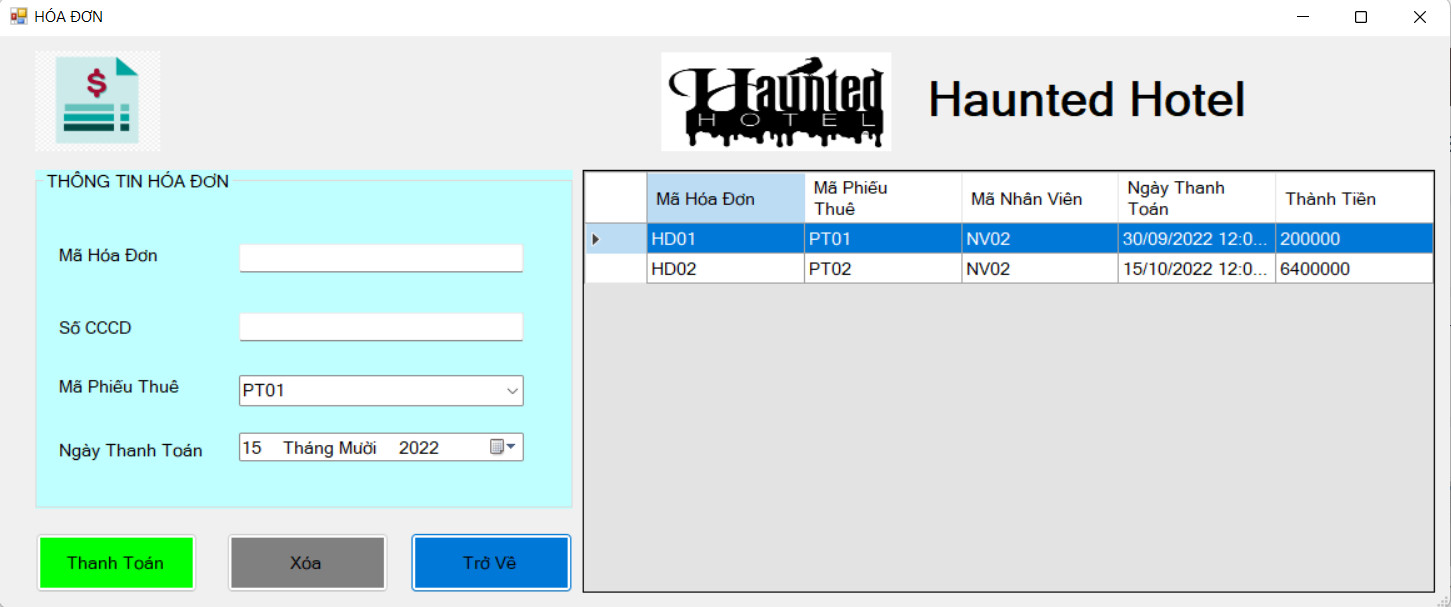 HÓA ĐƠN
$
Haunted
HOTEL
Haunted Hotel
THÔNG TIN HÓA ĐƠN
Mã Hóa Đơn
Số CCCD
Mã Phiếu Thuê PT01
Ngày Thanh Toán 15 Tháng Mười 2022
Thanh Toán Xóa Trở Về
Mã Hóa Đơn Mã Phiếu Thuê Mã Nhân Viên Ngày Thanh Toán Thành Tiền
HD01 PT01 NV02 30/09/2022 12:0... 200000
HD02 PT02 NV02 15/10/2022 12:0... 6400000